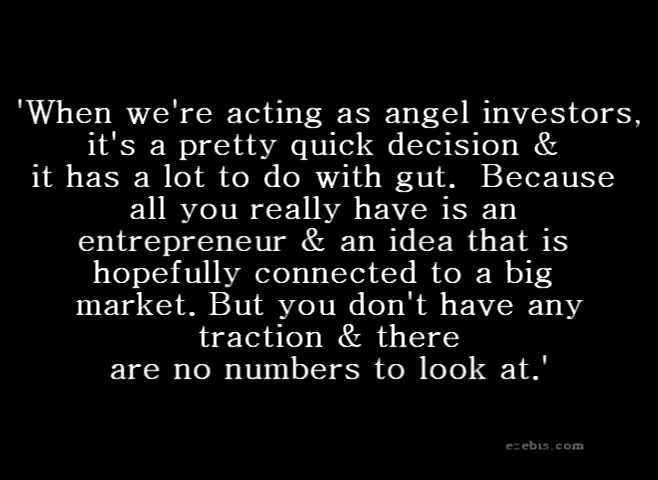 'When we're acting as angel investors,
it's a pretty quick decision &
it has a lot to do with gut.  Because
all you really have is an
entrepreneur & an idea that is
hopefully connected to a big
market. But you don't have any
traction & there
are no numbers to look at.'
ezebis.com